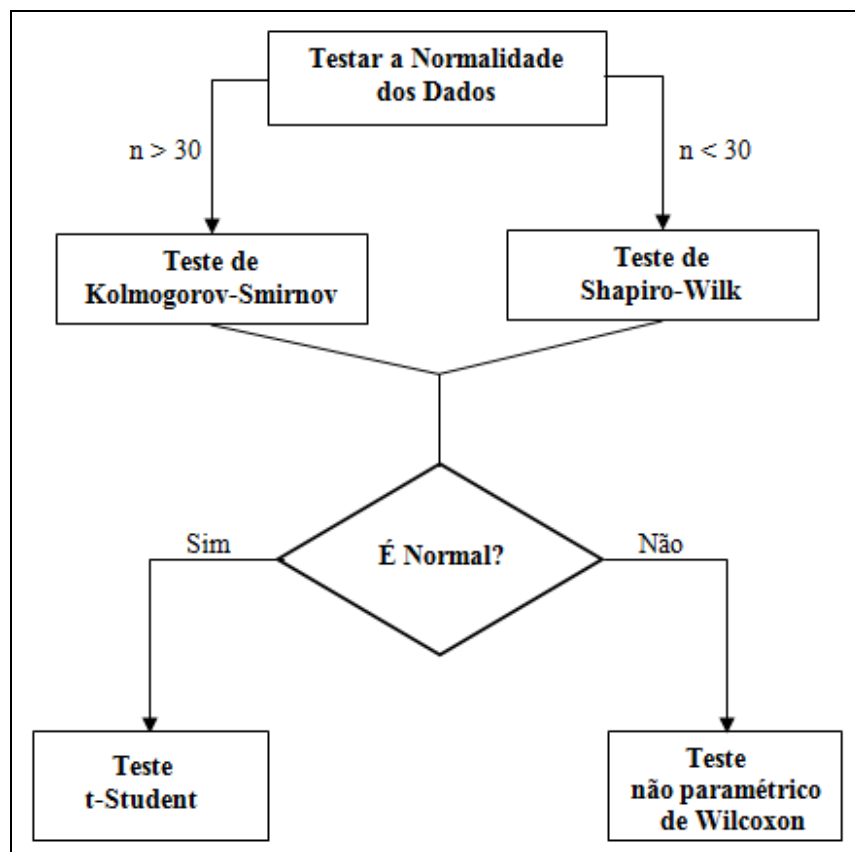 Testar a Normalidade
dos Dados
n > 30
n < 30
Teste de
Kolmogorov-Smirnov
Teste de
Shapiro-Wilk
É Normal?
Sim
Não
Teste
t-Student
Teste
não paramétrico
de Wilcoxon